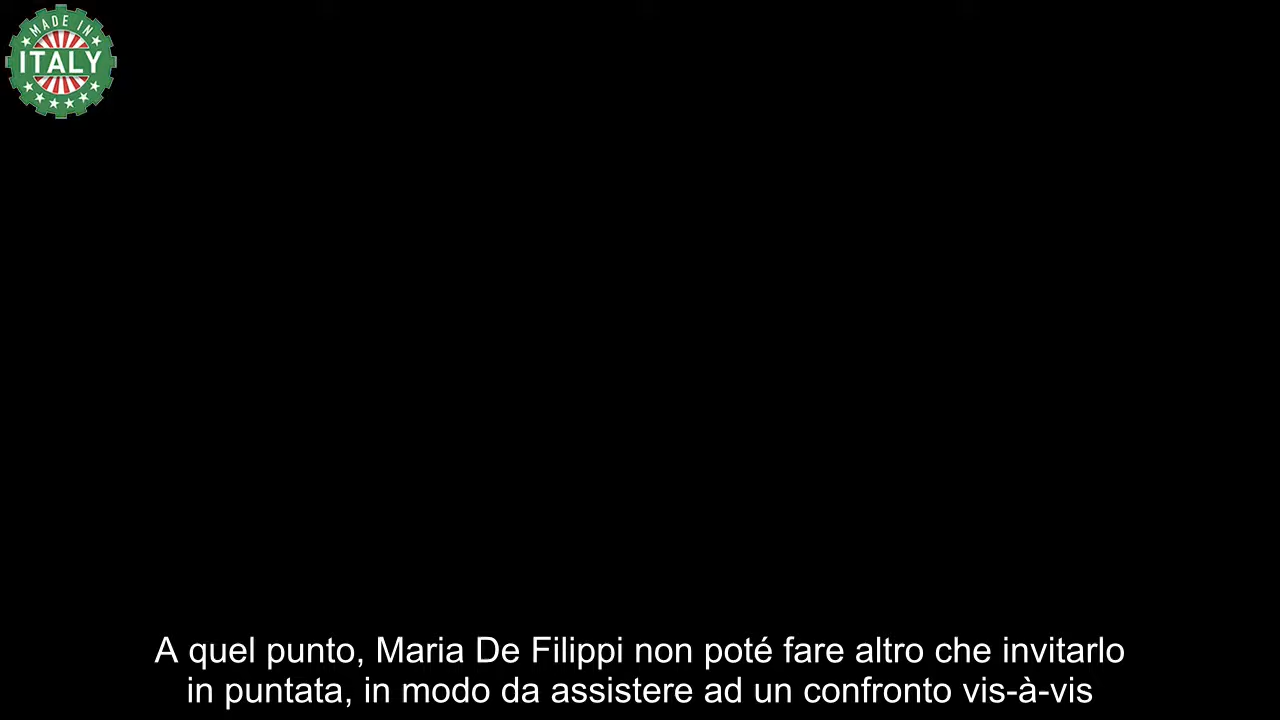 MADE IN
ITALY
A quel punto, Maria De Filippi non poté fare altro che invitarlo
in puntata, in modo da assistere ad un confronto vis-à-vis